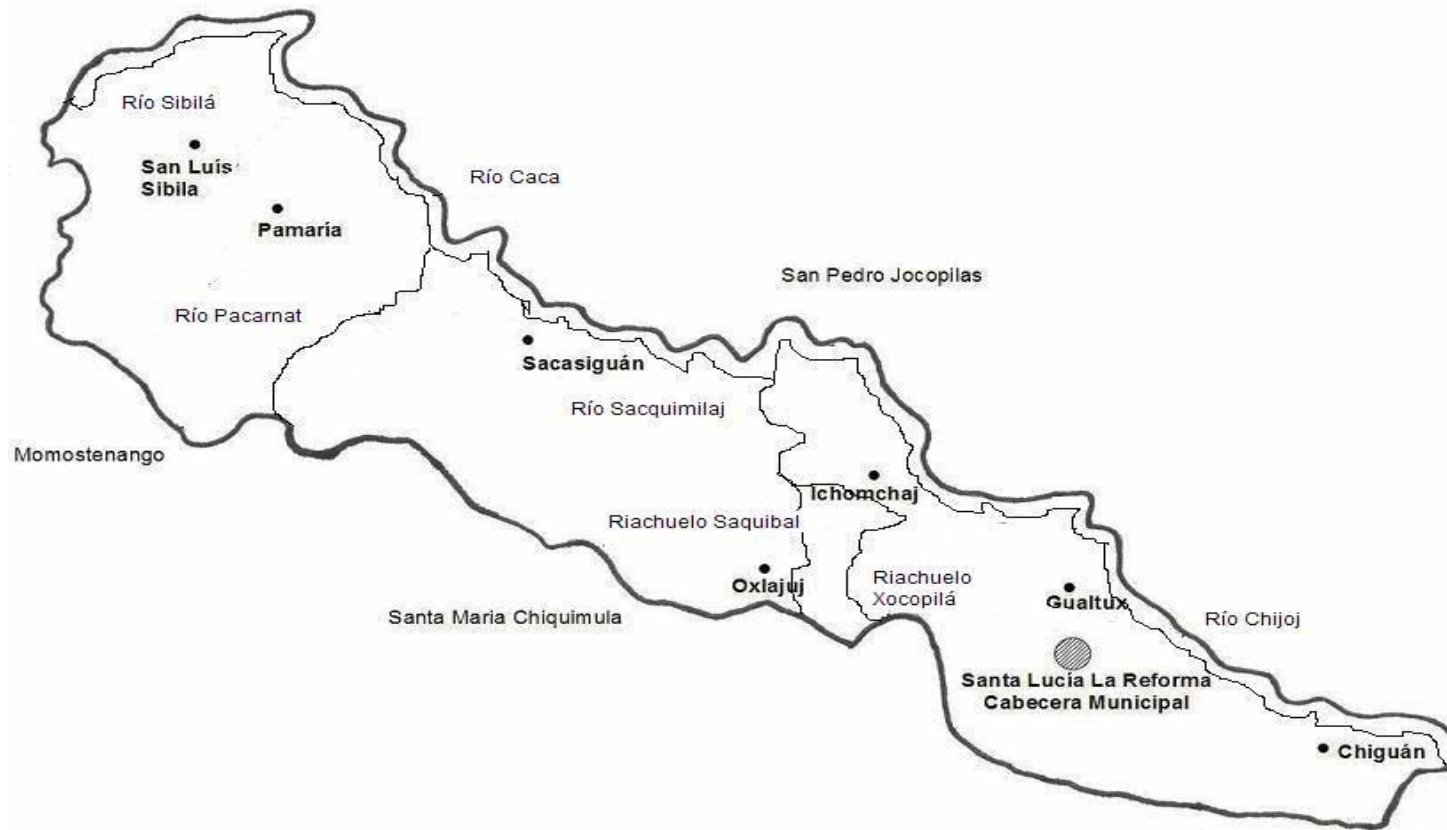 Río Sibilá
San Luís
Sibila
Río Caca
Pamaría
San Pedro Jocopilas
Río Pacarnat
Sacasiguán
Río Sacquimilaj
Momostenango
Ichomchaj
Riachuelo Saquibal
Oxlajuj
Riachuelo
Xocopilá
Gualtux
Santa Maria Chiquimula
Río Chijoj
Santa Lucía La Reforma
Cabecera Municipal
Chiguán